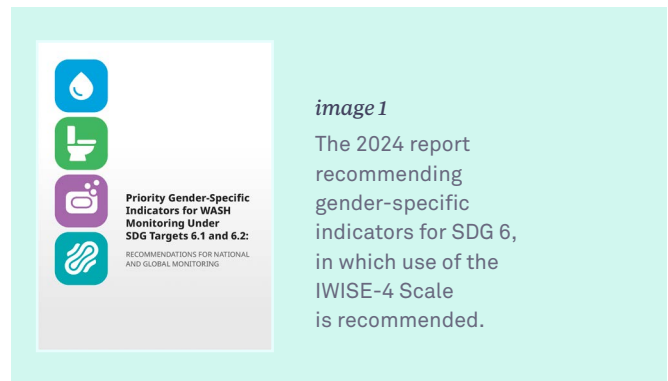 Priority Gender-Specific
Indicators for WASH
Monitoring Under
SDG Targets 6.1 and 6.2:
RECOMMENDATIONS FOR NATIONAL
AND GLOBAL MONITORING
image 1
The 2024 report
recommending
gender-specific
indicators for SDG 6,
in which use of the
IWISE-4 Scale
is recommended.